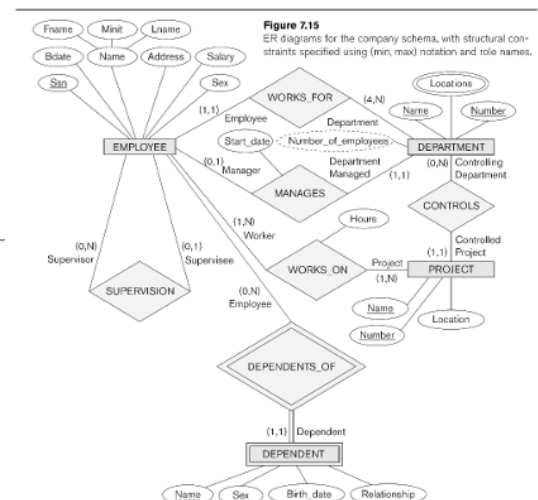 Figure 7.15
ER diagrams for the company schema, with structural con-
straints specified using (min, max) notation and role names.
Fname Minit Lname
Bdate Name Address Salary
Ssn Sex
WORKS_FOR
Locations
(1,1) (4,N)
Employee Department
Name Number
Start_date Number_of_employees
EMPLOYEE DEPARTMENT
(0,1)
Manager
Department
Managed
(1,1)
(0,N) Controlling
Department
MANAGES
CONTROLS
(1,N)
Worker
Hours
(0,N)
Supervisor
(0,1)
Supervisee
WORKS_ON
Project
(1,N)
(1,1) Controlled
Project
PROJECT
SUPERVISION
(0,N)
Employee
Name
Number
Location
DEPENDENTS_OF
(1,1) Dependent
DEPENDENT
Name Sex Birth_date Relationship